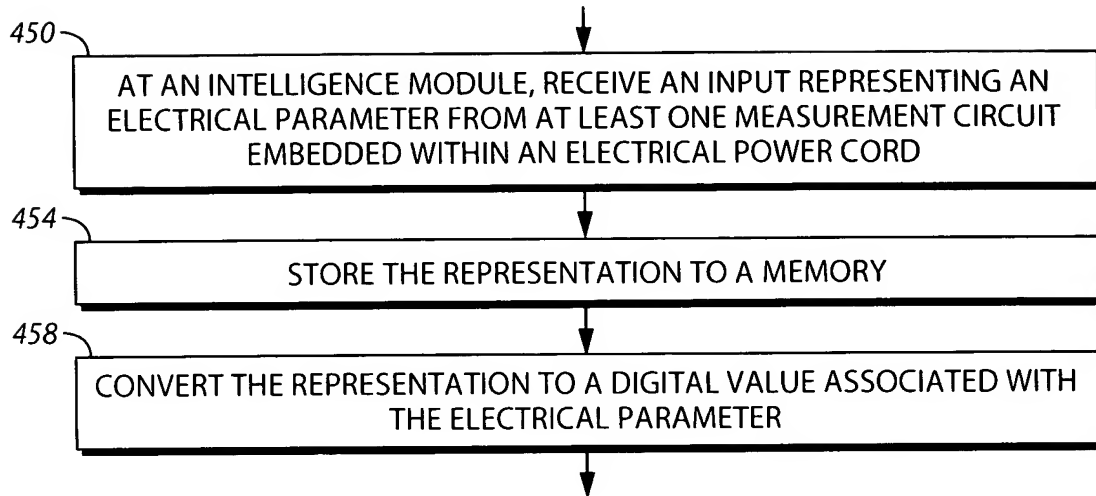 450
AT AN INTELLIGENCE MODULE, RECEIVE AN INPUT REPRESENTING AN
ELECTRICAL PARAMETER FROM AT LEAST ONE MEASUREMENT CIRCUIT
EMBEDDED WITHIN AN ELECTRICAL POWER CORD
454
STORE THE REPRESENTATION TO A MEMORY
458
CONVERT THE REPRESENTATION TO A DIGITAL VALUE ASSOCIATED WITH
THE ELECTRICAL PARAMETER